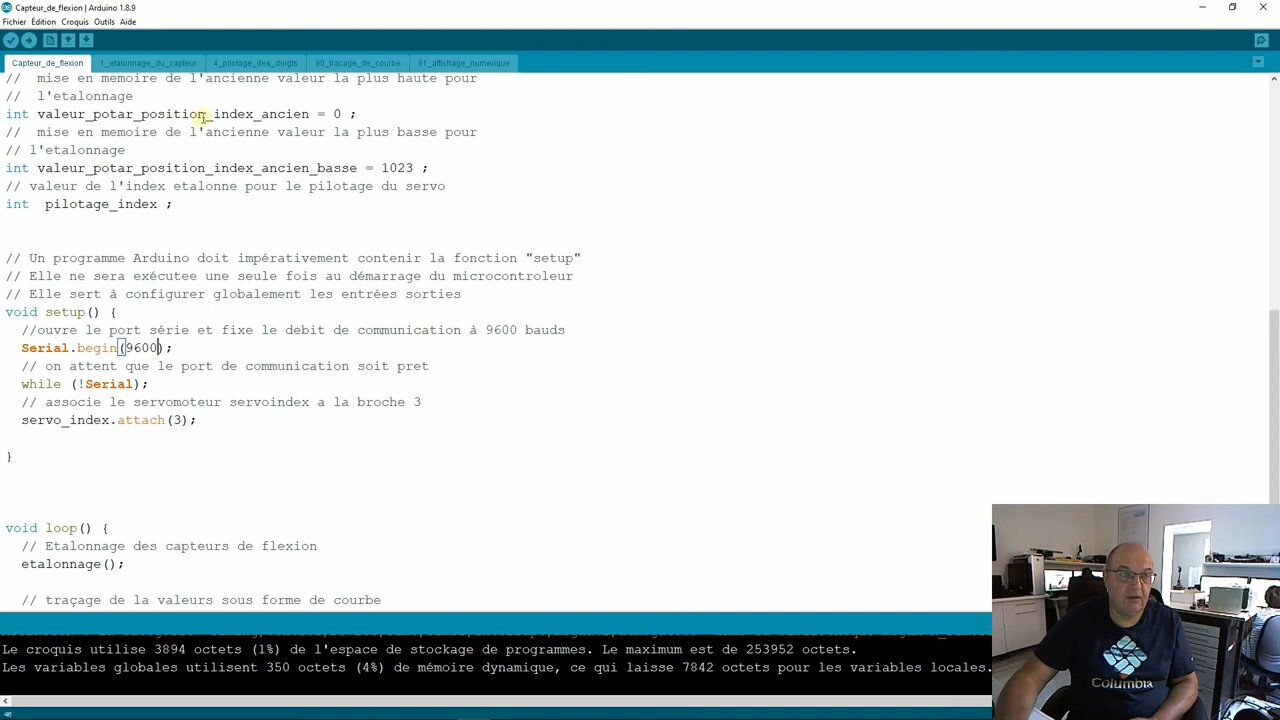 Capteur_de_flexion | Arduino 1.8.9
Fichier Édition Croquis Outils Aide
Capteur_de_flexion 1_etalonnage_du_capteur 4_pilotage_des_doigts 90_tracage_de_courbe 91_affichage_numerique
//  mise en memoire de l'ancienne valeur la plus haute pour
//  l'etalonnage
int valeur_potar_position_index_ancien = 0 ;
//  mise en memoire de l'ancienne valeur la plus basse pour
// l'etalonnage
int valeur_potar_position_index_ancien_basse = 1023 ;
// valeur de l'index etalonne pour le pilotage du servo
int  pilotage_index ;
// Un programme Arduino doit impérativement contenir la fonction "setup"
// Elle ne sera exécutee une seule fois au démarrage du microcontroleur
// Elle sert à configurer globalement les entrées sorties
void setup() {
//ouvre le port série et fixe le debit de communication à 9600 bauds
Serial.begin(9600);
// on attent que le port de communication soit pret
while (!Serial);
// associe le servomoteur servoindex a la broche 3
servo_index.attach(3);
}
void loop() {
// Etalonnage des capteurs de flexion
etalonnage();
// traçage de la valeurs sous forme de courbe
Le croquis utilise 3894 octets (1%) de l'espace de stockage de programmes. Le maximum est de 253952 octets.
Les variables globales utilisent 350 octets (4%) de mémoire dynamique, ce qui laisse 7842 octets pour les variables locales.
46
Columbia